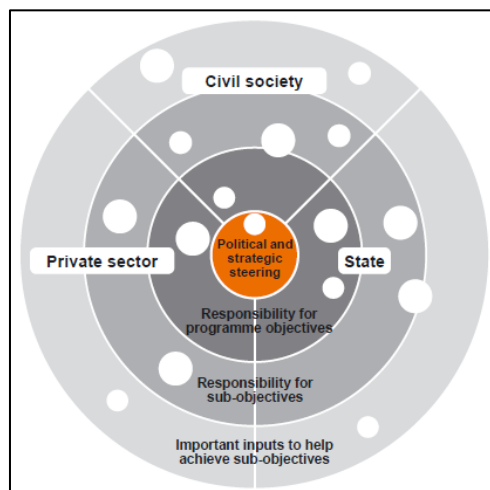 Civil society
Political and
strategic
steering
Private sector
State
Responsibility for
programme objectives
Responsibility for
sub-objectives
Important inputs to help
achieve sub-objectives